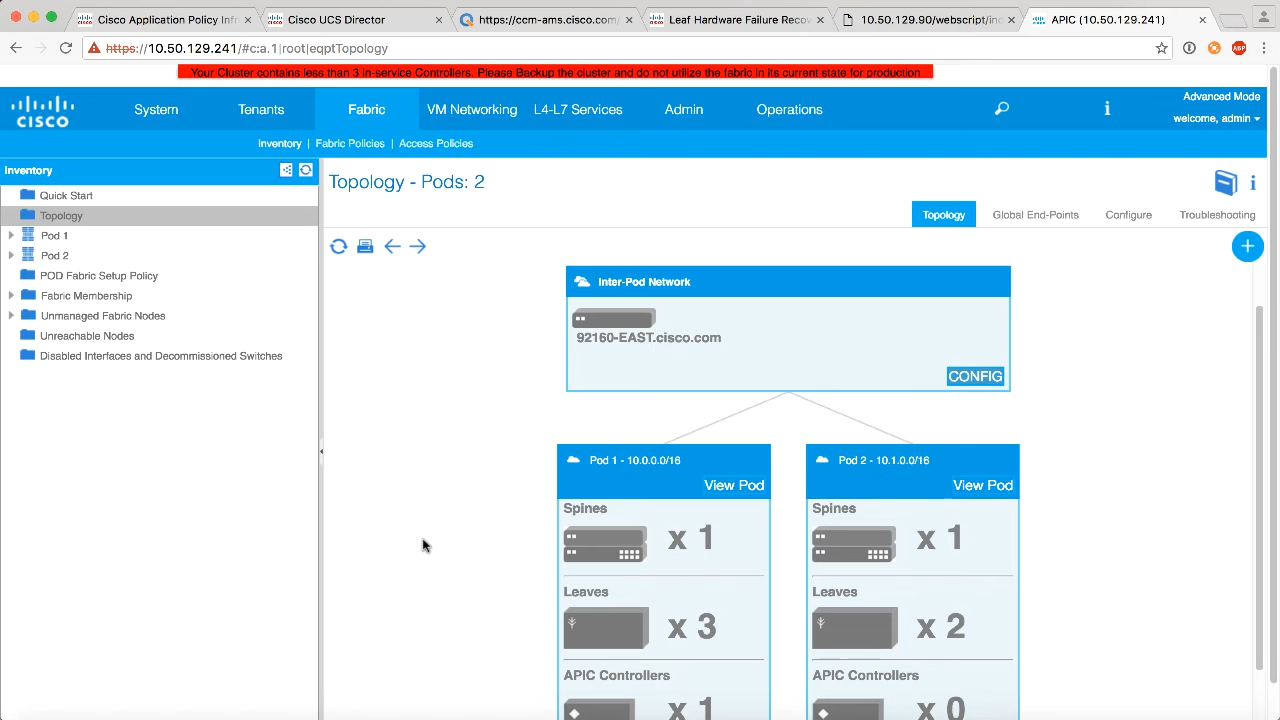 Cisco Application Policy Infr
Cisco UCS Director
https://ccm-ams.cisco.com/
Leaf Hardware Failure Recov
10.50.129.90/webscript/ind
APIC (10.50.129.241)
https://10.50.129.241/#c:a.1|root|eqptTopology
ABP
Your Cluster contains less than 3 in-service Controllers. Please Backup the cluster and do not utilize the fabric in its current state for production
CISCO
System
Tenants
Fabric
VM Networking
L4-L7 Services
Admin
Operations
i
Advanced Mode
welcome, admin
Inventory | Fabric Policies | Access Policies
Inventory
Quick Start
Topology
Pod 1
Pod 2
POD Fabric Setup Policy
Fabric Membership
Unmanaged Fabric Nodes
Unreachable Nodes
Disabled Interfaces and Decommissioned Switches
Topology - Pods: 2
i
Topology
Global End-Points
Configure
Troubleshooting
Inter-Pod Network
92160-EAST.cisco.com
CONFIG
Pod 1 - 10.0.0.0/16
View Pod
Spines
x 1
Leaves
x 3
APIC Controllers
x 1
Pod 2 - 10.1.0.0/16
View Pod
Spines
x 1
Leaves
x 2
APIC Controllers
x 0